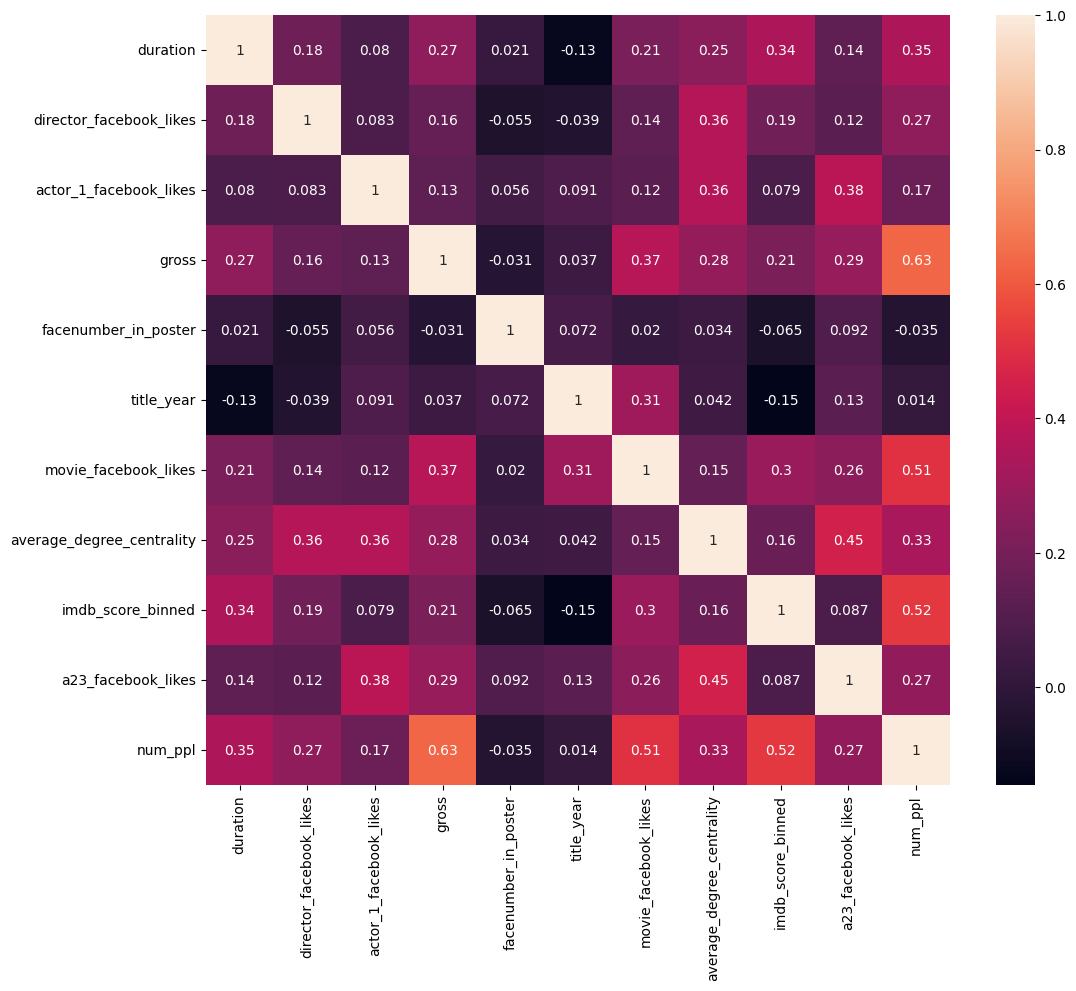 duration 1 0.18 0.08 0.27 0.021 -0.13 0.21 0.25 0.34 0.14 0.35
director_facebook_likes 0.18 1 0.083 0.16 -0.055 -0.039 0.14 0.36 0.19 0.12 0.27
actor_1_facebook_likes 0.08 0.083 1 0.13 0.056 0.091 0.12 0.36 0.079 0.38 0.17
gross 0.27 0.16 0.13 1 -0.031 0.037 0.37 0.28 0.21 0.29 0.63
facenumber_in_poster 0.021 -0.055 0.056 -0.031 1 0.072 0.02 0.034 -0.065 0.092 -0.035
title_year -0.13 -0.039 0.091 0.037 0.072 1 0.31 0.042 -0.15 0.13 0.014
movie_facebook_likes 0.21 0.14 0.12 0.37 0.02 0.31 1 0.15 0.3 0.26 0.51
average_degree_centrality 0.25 0.36 0.36 0.28 0.034 0.042 0.15 1 0.16 0.45 0.33
imdb_score_binned 0.34 0.19 0.079 0.21 -0.065 -0.15 0.3 0.16 1 0.087 0.52
a23_facebook_likes 0.14 0.12 0.38 0.29 0.092 0.13 0.26 0.45 0.087 1 0.27
num_ppl 0.35 0.27 0.17 0.63 -0.035 0.014 0.51 0.33 0.52 0.27 1
duration
director_facebook_likes
actor_1_facebook_likes
gross
facenumber_in_poster
title_year
movie_facebook_likes
average_degree_centrality
imdb_score_binned
a23_facebook_likes
num_ppl
1.0
0.8
0.6
0.4
0.2
0.0